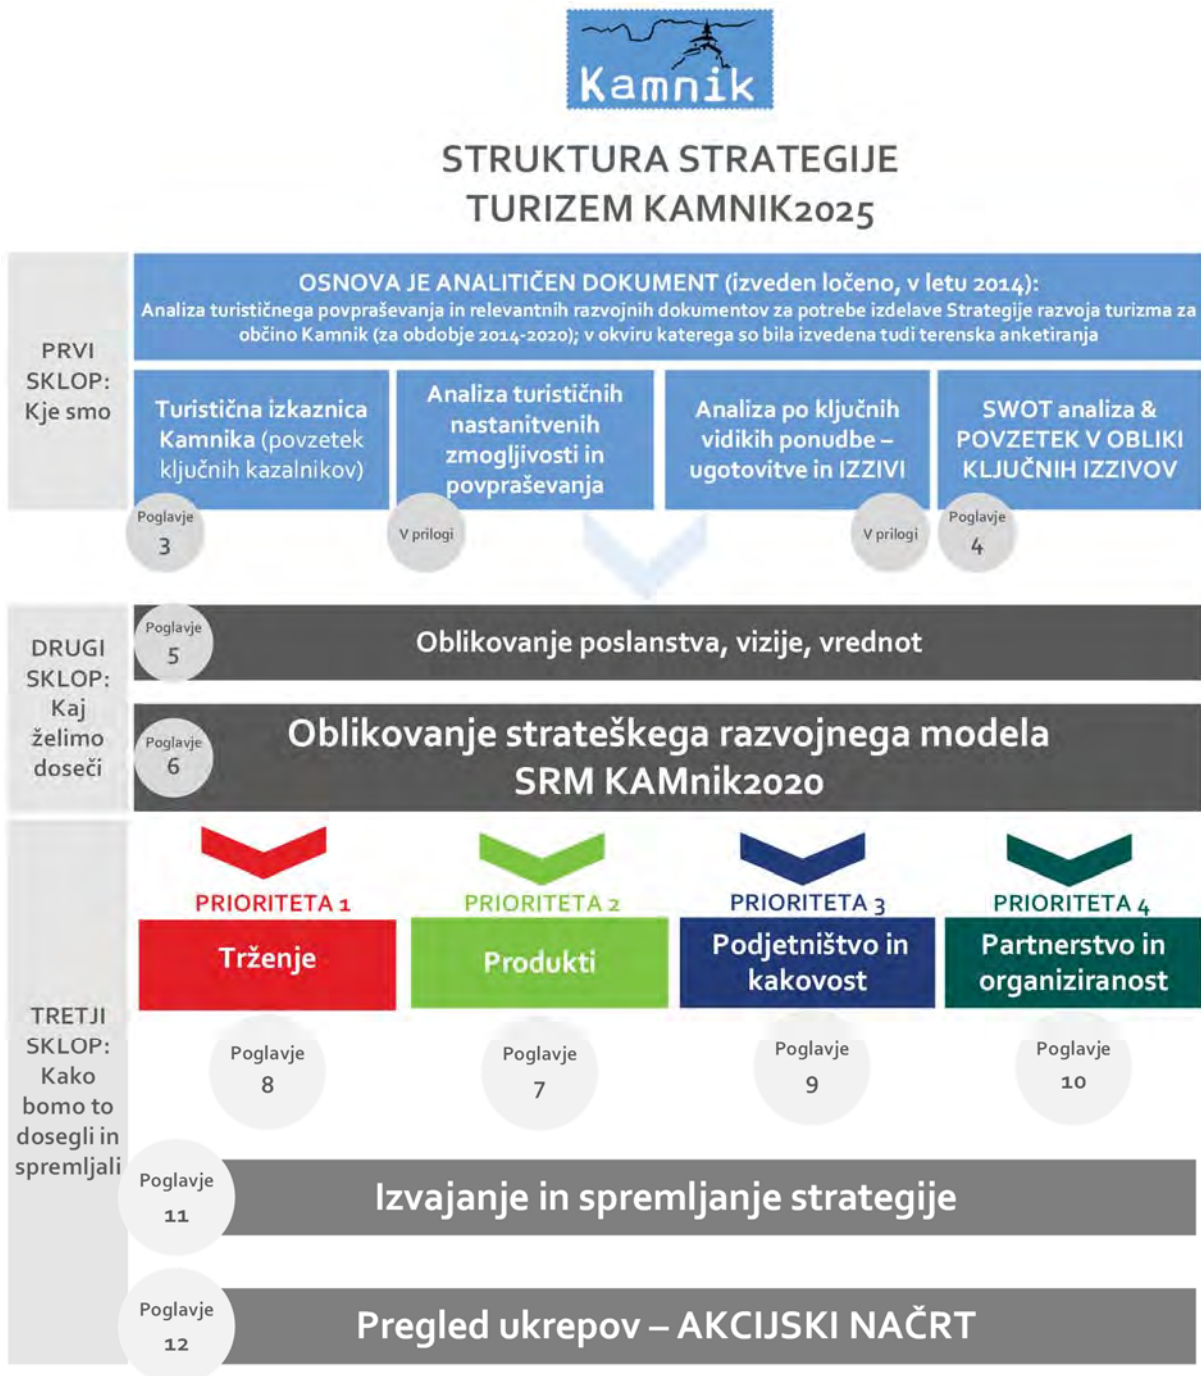 Kamnik
STRUKTURA STRATEGIJE
TURIZEM KAMNIK2025
PRVI
SKLOP:
Kje smo
OSNOVA JE ANALITIČEN DOKUMENT (izveden ločeno, v letu 2014):
Analiza turističnega povpraševanja in relevantnih razvojnih dokumentov za potrebe izdelave Strategije razvoja turizma za
občino Kamnik (za obdobje 2014-2020); v okviru katerega so bila izvedena tudi terenska anketiranja
Turistična izkaznica
Kamnika (povzetek
ključnih kazalnikov)
Poglavje
3
Analiza turističnih
nastanitvenih
zmogljivosti in
povpraševanja
V prilogi
Analiza po ključnih
vidikih ponudbe –
ugotovitve in IZZIVI
V prilogi
SWOT analiza &
POVZETEK V OBLIKI
KLJUČNIH IZZIVOV
Poglavje
4
DRUGI
SKLOP:
Kaj
želimo
doseči
Poglavje
5
Oblikovanje poslanstva, vizije, vrednot
Poglavje
6
Oblikovanje strateškega razvojnega modela
SRM KAMnik2020
TRETJI
SKLOP:
Kako
bomo to
dosegli in
spremljali
PRIORITETA 1
Trženje
Poglavje
8
PRIORITETA 2
Produkti
Poglavje
7
PRIORITETA 3
Podjetništvo in
kakovost
Poglavje
9
PRIORITETA 4
Partnerstvo in
organiziranost
Poglavje
10
Poglavje
11
Izvajanje in spremljanje strategije
Poglavje
12
Pregled ukrepov – AKCIJSKI NAČRT